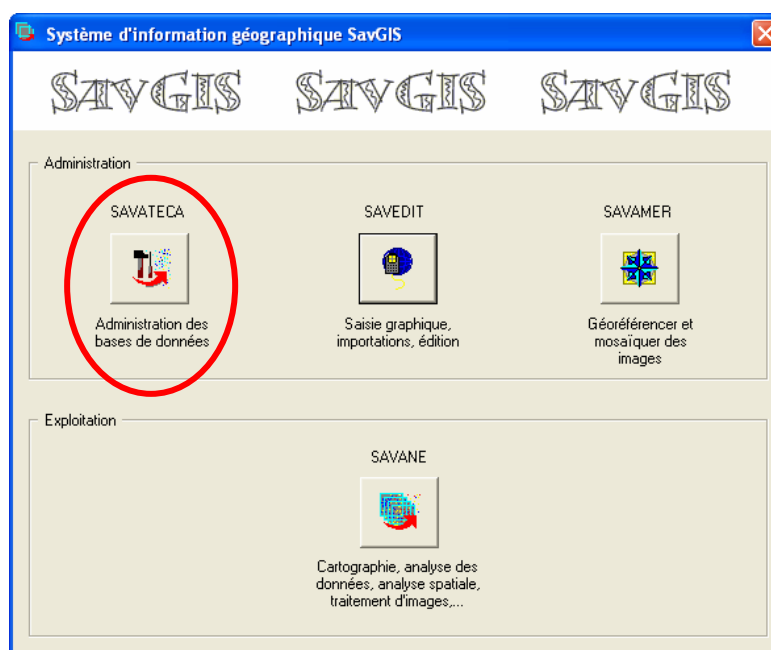 Système d'information géographique SavGIS
SAVGIS SAVGIS SAVGIS
Administration
SAVATECA SAVEDIT SAVAMER
Administration des
bases de données
Saisie graphique,
importations, édition
Géoréférencer et
mosaïquer des
images
Exploitation
SAVANE
Cartographie, analyse des
données, analyse spatiale,
traitement d'images,...